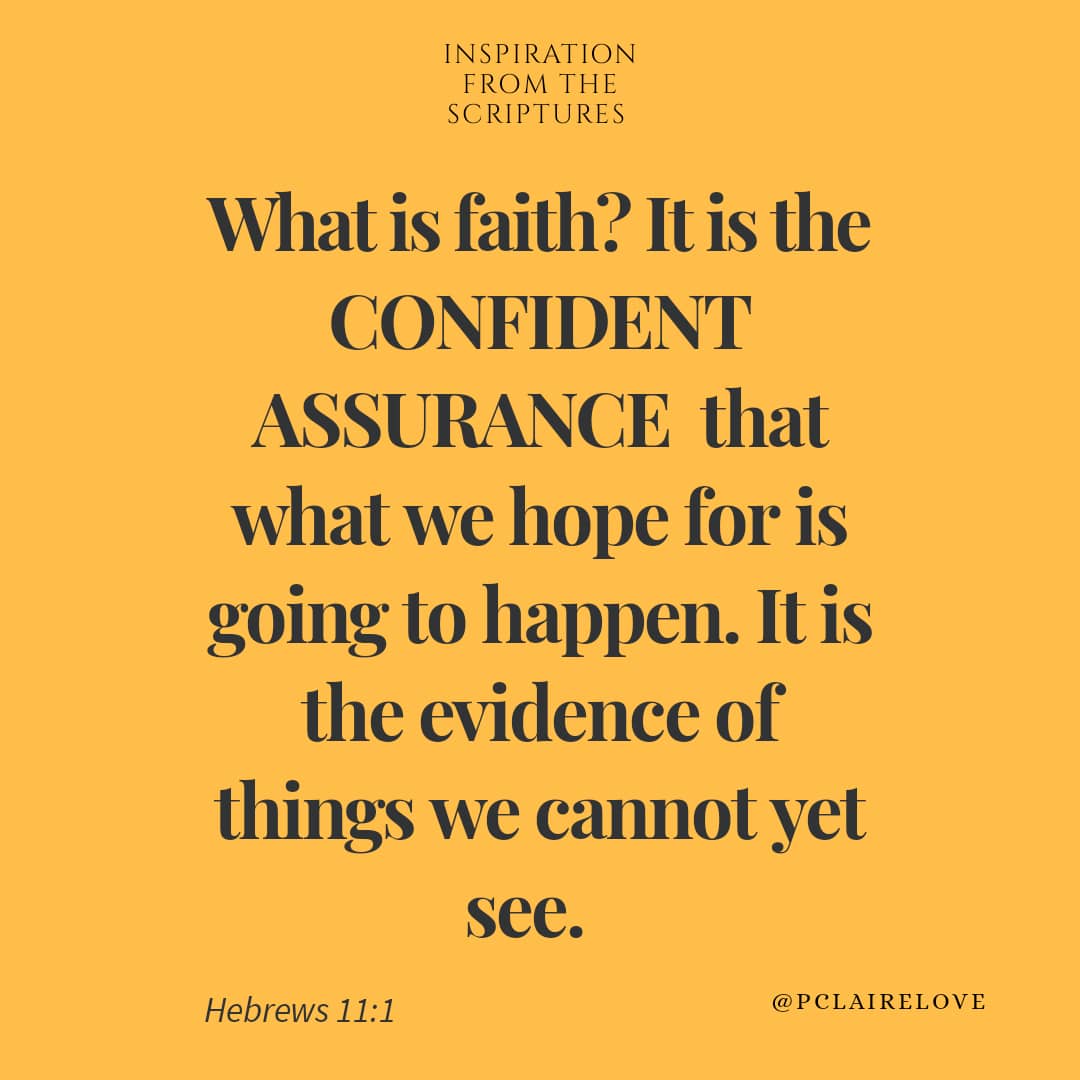 INSPIRATION
FROM THE
SCRIPTURES
What is faith? It is the
CONFIDENT
ASSURANCE that
what we hope for is
going to happen. It is
the evidence of
things we cannot yet
see.
Hebrews 11:1
@PCLAIRELOVE